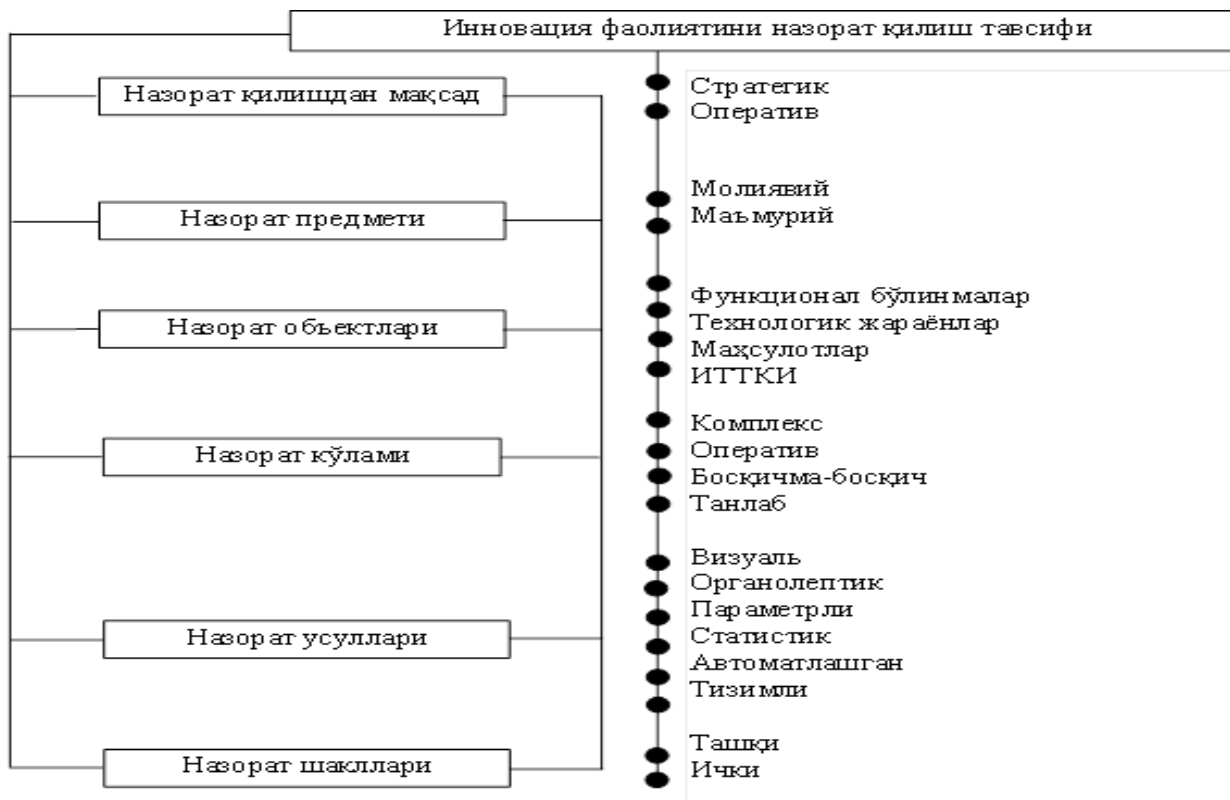 Инновация фаолиятини назорат қилиш тавсифи
Назорат қилишдан мақсад
Стратегик
Оператив
Назорат предмети
Молиявий
Маъмурий
Назорат объектлари
Функционал бўлинмалар
Технологик жараёнлар
Маҳсулотлар
ИТТКИ
Назорат кўлами
Комплекс
Оператив
Босқичма-босқич
Танлаб
Назорат усуллари
Визуаль
Органолептик
Параметрли
Статистик
Автоматлашган
Тизимли
Назорат шакллари
Ташқи
Ички